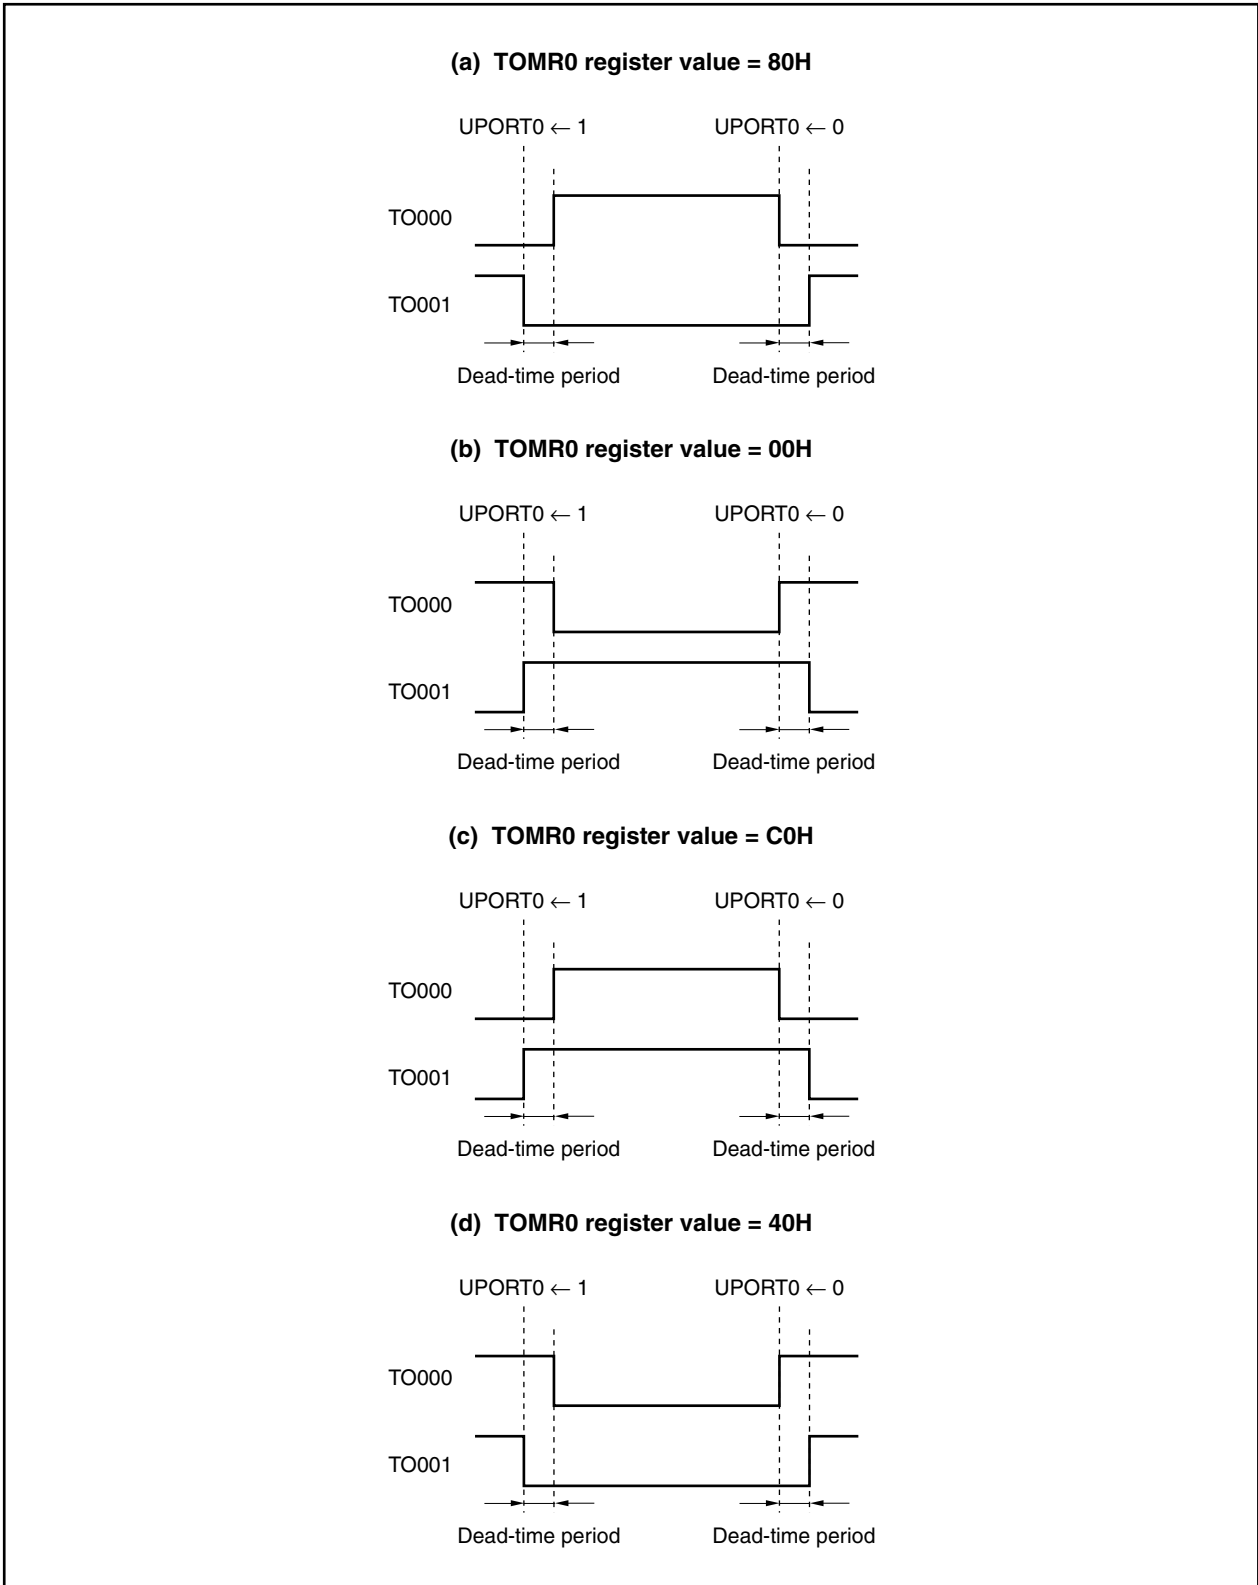 (a) TOMR0 register value = 80H
UPORT0 ← 1 UPORT0 ← 0
TO000
TO001
Dead-time period Dead-time period
(b) TOMR0 register value = 00H
UPORT0 ← 1 UPORT0 ← 0
TO000
TO001
Dead-time period Dead-time period
(c) TOMR0 register value = C0H
UPORT0 ← 1 UPORT0 ← 0
TO000
TO001
Dead-time period Dead-time period
(d) TOMR0 register value = 40H
UPORT0 ← 1 UPORT0 ← 0
TO000
TO001
Dead-time period Dead-time period